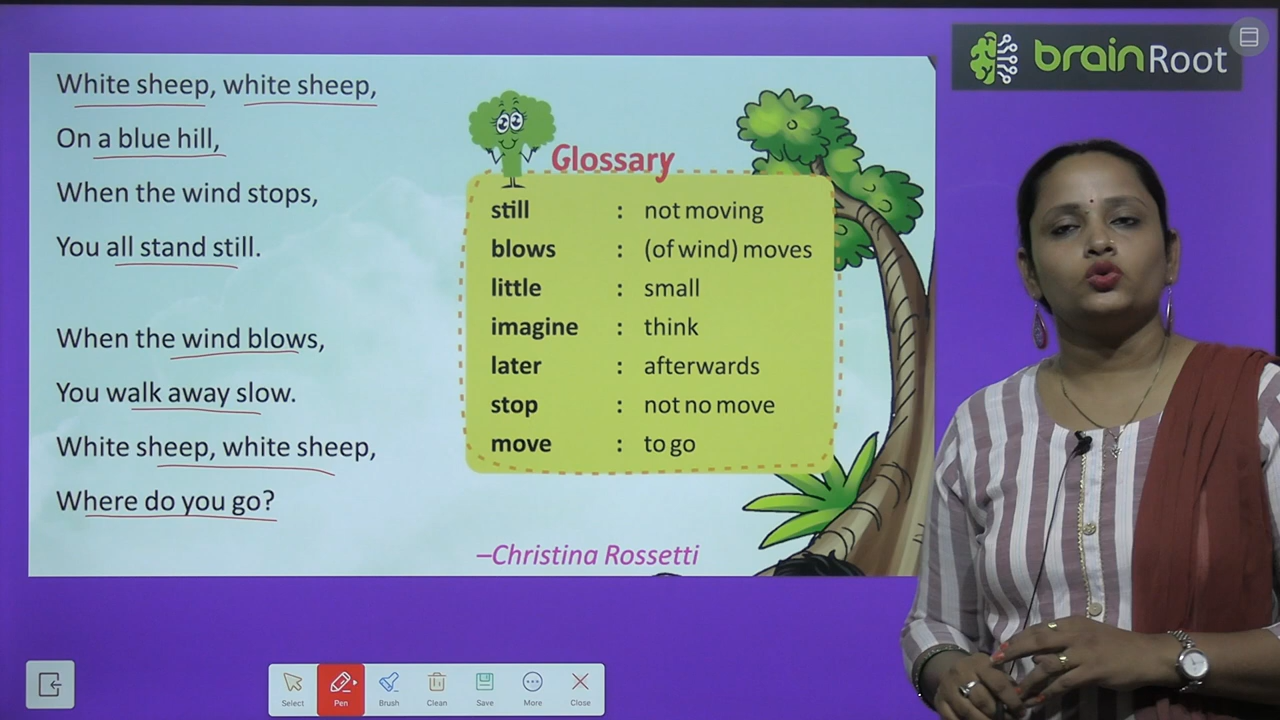 White sheep, white sheep,
On a blue hill,
When the wind stops,
You all stand still.
When the wind blows,
You walk away slow.
White sheep, white sheep,
Where do you go?
Glossary
still : not moving
blows : (of wind) moves
little : small
imagine : think
later : afterwards
stop : not no move
move : to go
–Christina Rossetti
brainRoot
Select
Pen
Brush
Clean
Save
More
Close